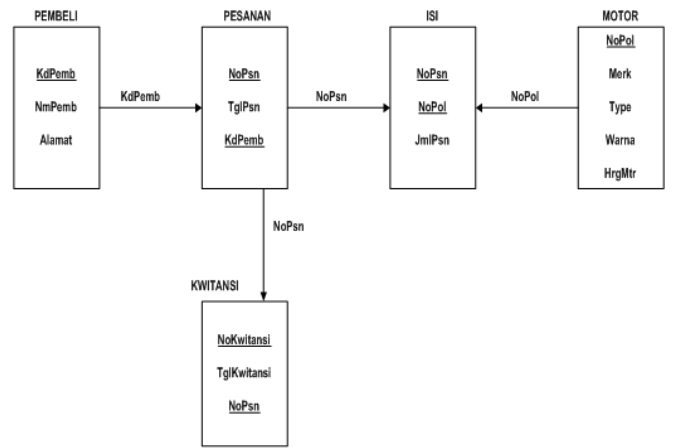 PEMBELI
PESANAN
ISI
MOTOR
KdPemb
NmPemb
Alamat
KdPemb
NoPsn
TglPsn
KdPemb
NoPsn
NoPsn
NoPol
JmlPsn
NoPol
NoPol
Merk
Type
Warna
HrgMtr
NoPsn
KWITANSI
NoKwitansi
TglKwitansi
NoPsn